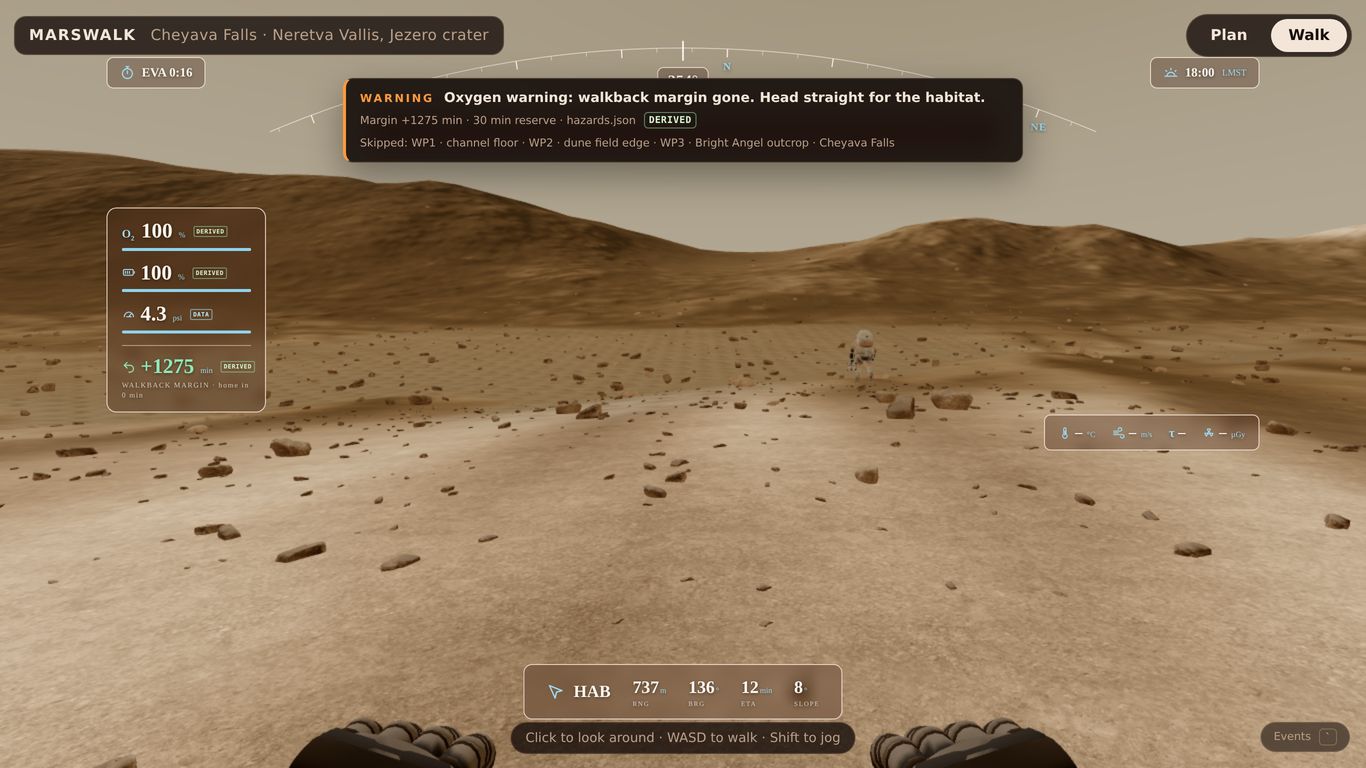 MARSWALK Cheyava Falls · Neretva Vallis, Jezero crater
Plan Walk
EVA 0:16
N
18:00 LMST
WARNING Oxygen warning: walkback margin gone. Head straight for the habitat.
Margin +1275 min · 30 min reserve · hazards.json DERIVED
Skipped: WP1 · channel floor · WP2 · dune field edge · WP3 · Bright Angel outcrop · Cheyava Falls
NE
O₂ 100 % DERIVED
100 % DERIVED
4.3 psi DATA
+1275 min DERIVED
WALKBACK MARGIN · home in
0 min
– °C – m/s τ – – µGy
HAB 737 m 136 ° 12 min 8 °
RNG BRG ETA SLOPE
Click to look around · WASD to walk · Shift to jog
Events `